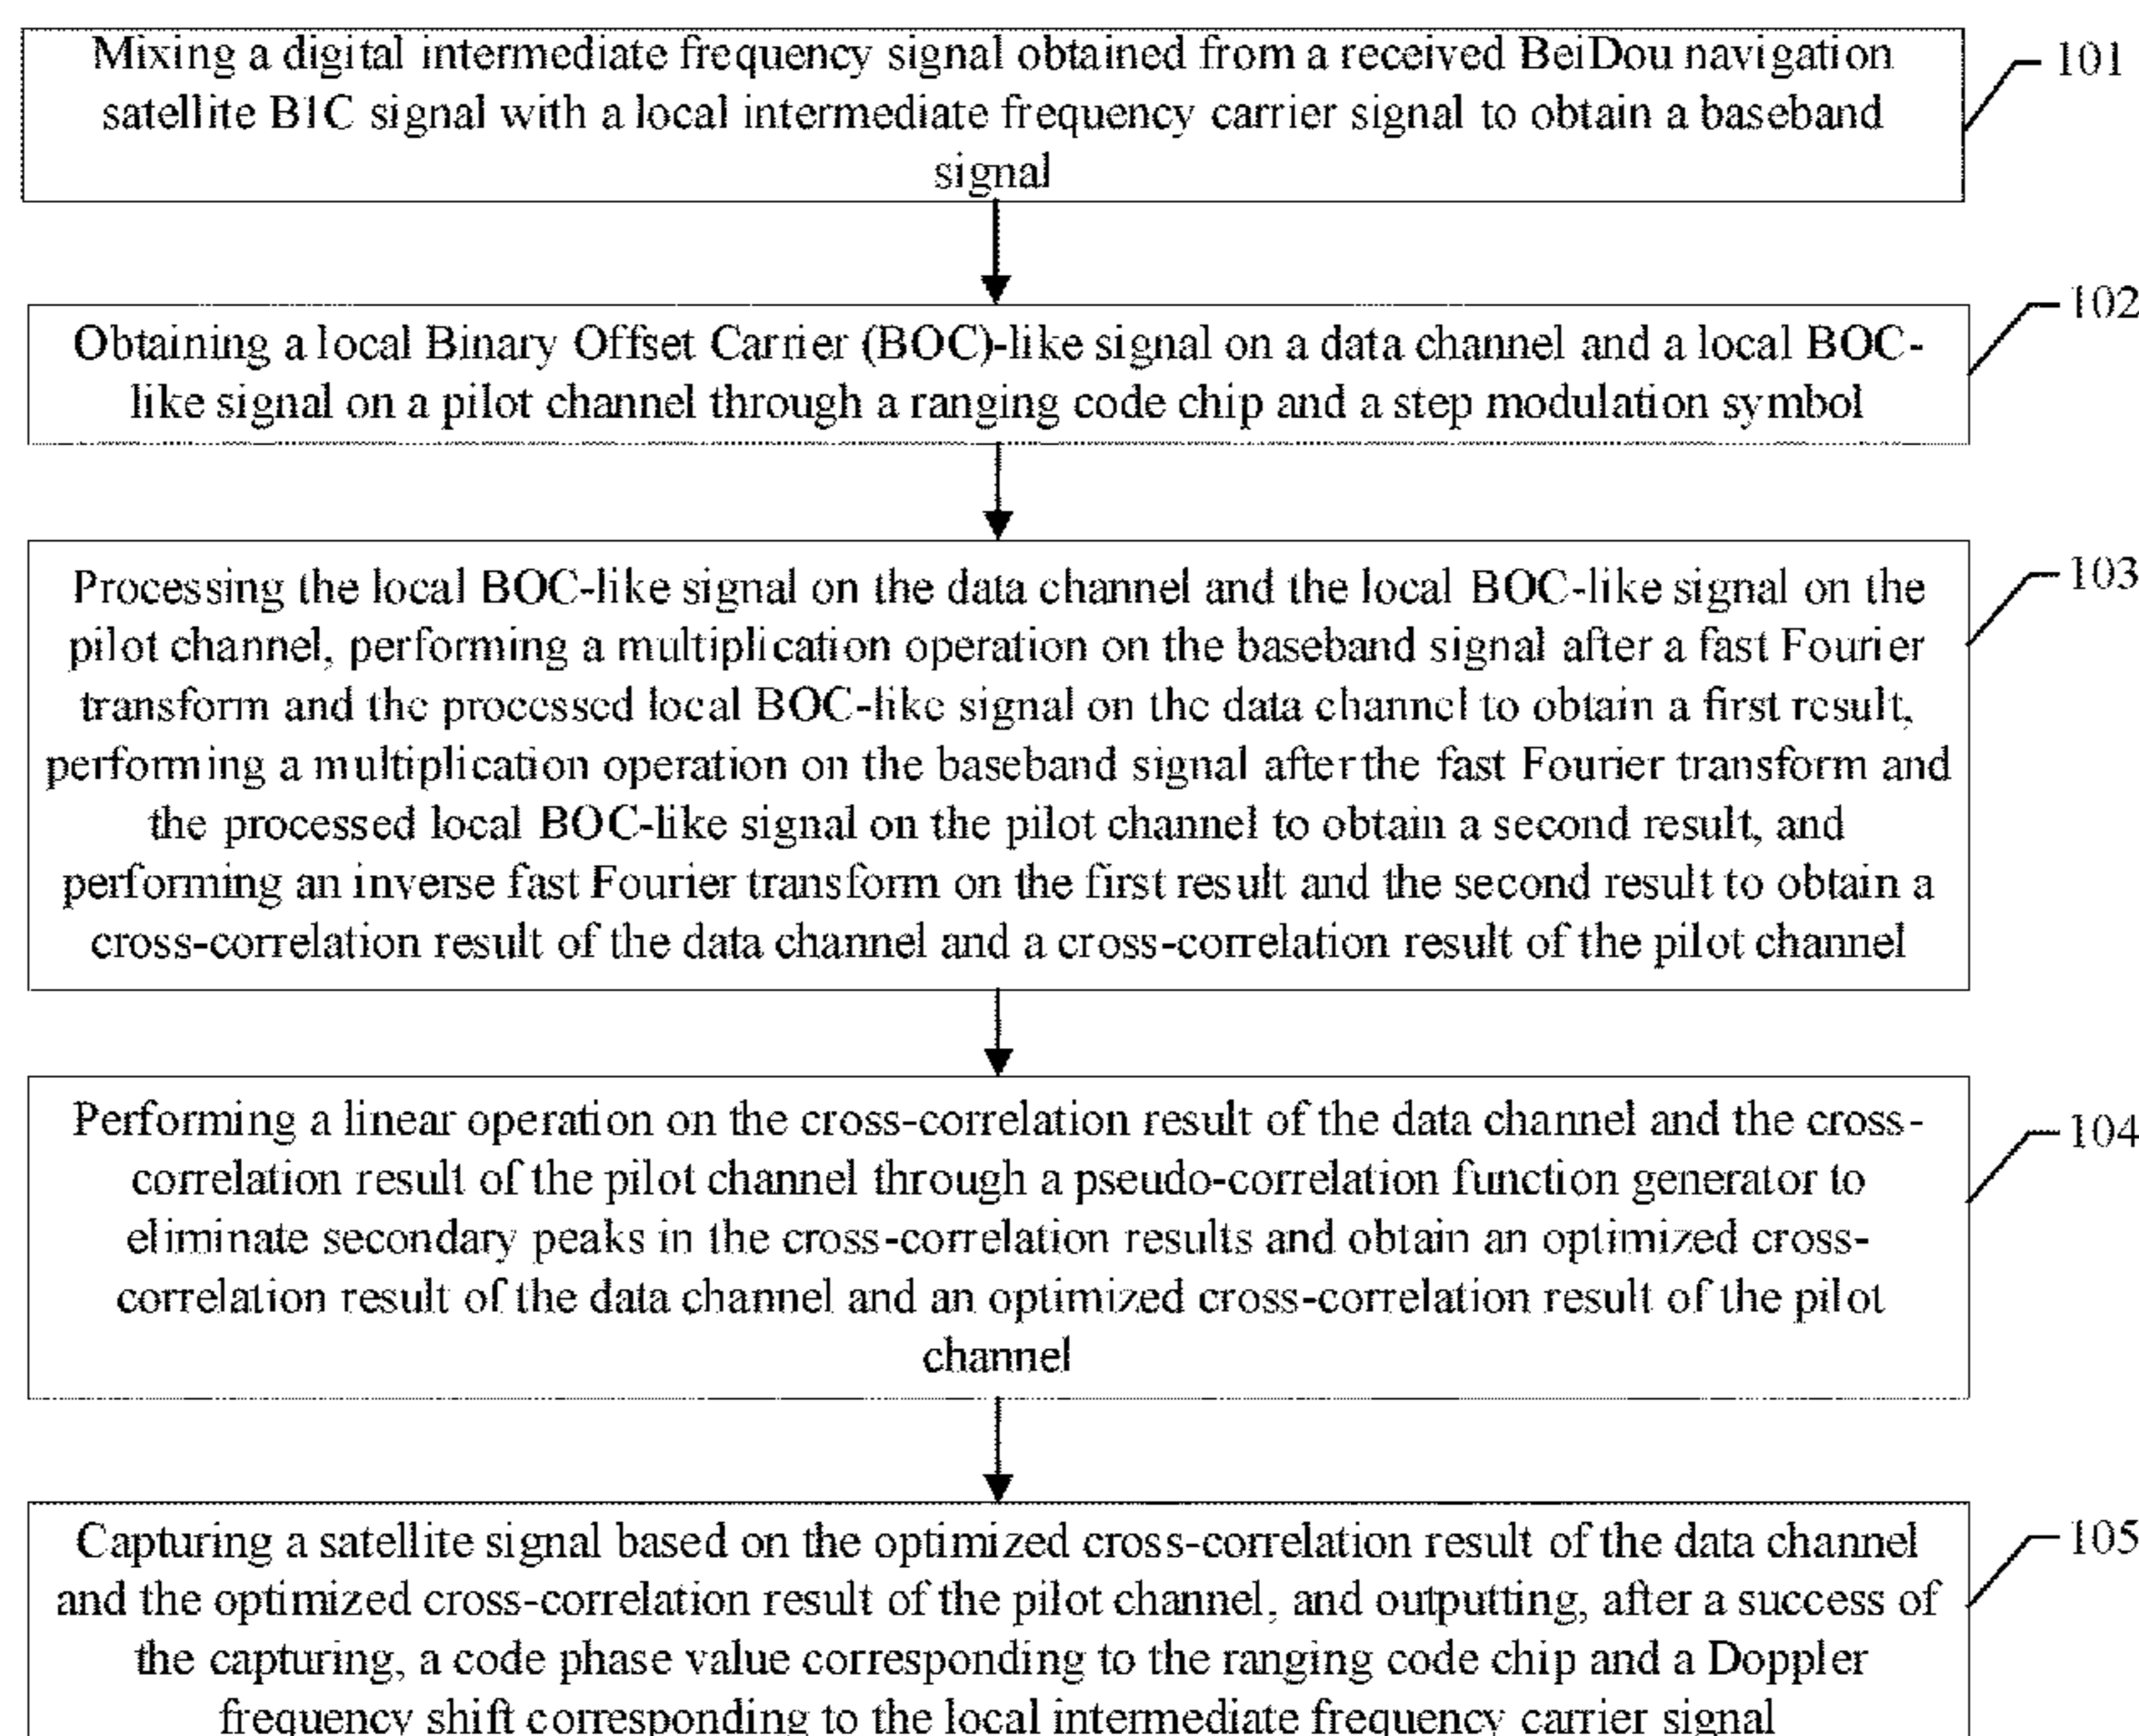 Mixing a digital intermediate frequency signal obtained from a received BeiDou navigation
satellite B1C signal with a local intermediate frequency carrier signal to obtain a baseband
signal
101
Obtaining a local Binary Offset Carrier (BOC)-like signal on a data channel and a local BOC-
like signal on a pilot channel through a ranging code chip and a step modulation symbol
102
Processing the local BOC-like signal on the data channel and the local BOC-like signal on the
pilot channel, performing a multiplication operation on the baseband signal after a fast Fourier
transform and the processed local BOC-like signal on the data channel to obtain a first result,
performing a multiplication operation on the baseband signal after the fast Fourier transform and
the processed local BOC-like signal on the pilot channel to obtain a second result, and
performing an inverse fast Fourier transform on the first result and the second result to obtain a
cross-correlation result of the data channel and a cross-correlation result of the pilot channel
103
Performing a linear operation on the cross-correlation result of the data channel and the cross-
correlation result of the pilot channel through a pseudo-correlation function generator to
eliminate secondary peaks in the cross-correlation results and obtain an optimized cross-
correlation result of the data channel and an optimized cross-correlation result of the pilot
channel
104
Capturing a satellite signal based on the optimized cross-correlation result of the data channel
and the optimized cross-correlation result of the pilot channel, and outputting, after a success of
the capturing, a code phase value corresponding to the ranging code chip and a Doppler
frequency shift corresponding to the local intermediate frequency carrier signal
105